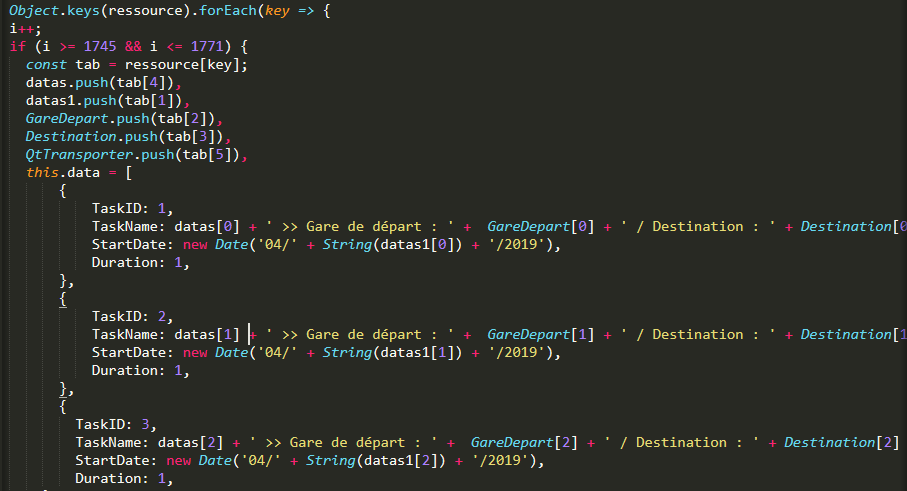 Object.keys(ressource).forEach(key => {
i++;
if (i >= 1745 && i <= 1771) {
const tab = ressource[key];
datas.push(tab[4]),
datas1.push(tab[1]),
GareDepart.push(tab[2]),
Destination.push(tab[3]),
QtTransporter.push(tab[5]),
this.data = [
{
TaskID: 1,
TaskName: datas[0] + ' >> Gare de départ : ' +  GareDepart[0] + ' / Destination : ' + Destination[0
StartDate: new Date('04/' + String(datas1[0]) + '/2019'),
Duration: 1,
},
{
TaskID: 2,
TaskName: datas[1] + ' >> Gare de départ : ' +  GareDepart[1] + ' / Destination : ' + Destination[1
StartDate: new Date('04/' + String(datas1[1]) + '/2019'),
Duration: 1,
},
{
TaskID: 3,
TaskName: datas[2] + ' >> Gare de départ : ' +  GareDepart[2] + ' / Destination : ' + Destination[2]
StartDate: new Date('04/' + String(datas1[2]) + '/2019'),
Duration: 1,